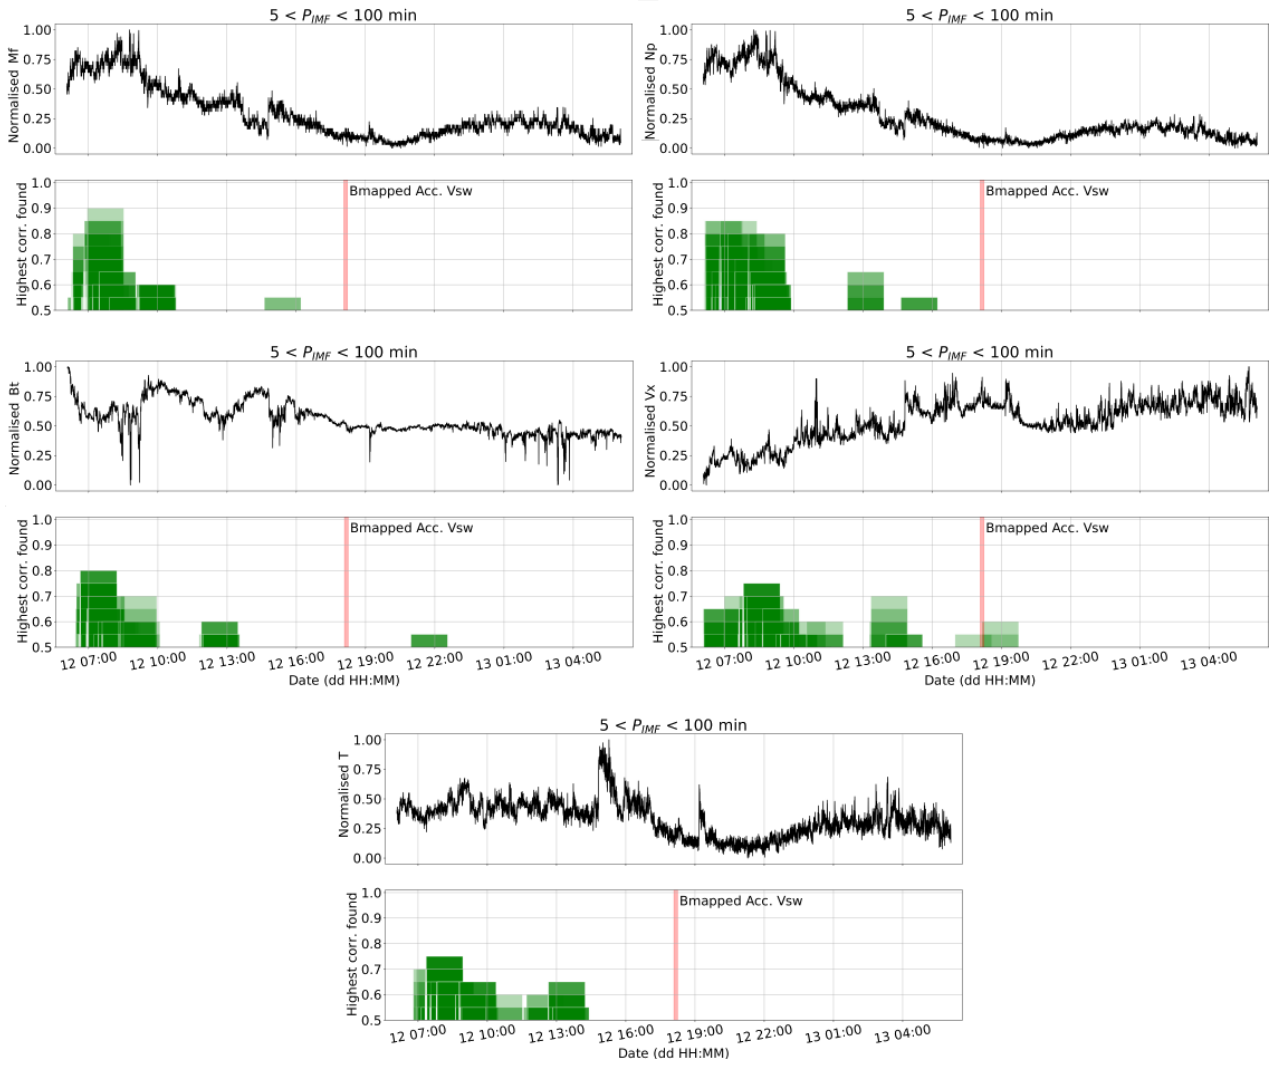 5 < P_IMF < 100 min
Normalised Mf
1.00
0.75
0.50
0.25
0.00
Highest corr. found
1.0
0.9
0.8
0.7
0.6
0.5
Bmapped Acc. Vsw
5 < P_IMF < 100 min
Normalised Np
1.00
0.75
0.50
0.25
0.00
Highest corr. found
1.0
0.9
0.8
0.7
0.6
0.5
Bmapped Acc. Vsw
5 < P_IMF < 100 min
Normalised Bt
1.00
0.75
0.50
0.25
0.00
Highest corr. found
1.0
0.9
0.8
0.7
0.6
0.5
Bmapped Acc. Vsw
12 07:00 12 10:00 12 13:00 12 16:00 12 19:00 12 22:00 13 01:00 13 04:00
Date (dd HH:MM)
5 < P_IMF < 100 min
Normalised Vx
1.00
0.75
0.50
0.25
0.00
Highest corr. found
1.0
0.9
0.8
0.7
0.6
0.5
Bmapped Acc. Vsw
12 07:00 12 10:00 12 13:00 12 16:00 12 19:00 12 22:00 13 01:00 13 04:00
Date (dd HH:MM)
5 < P_IMF < 100 min
Normalised T
1.00
0.75
0.50
0.25
0.00
Highest corr. found
1.0
0.9
0.8
0.7
0.6
0.5
Bmapped Acc. Vsw
12 07:00 12 10:00 12 13:00 12 16:00 12 19:00 12 22:00 13 01:00 13 04:00
Date (dd HH:MM)